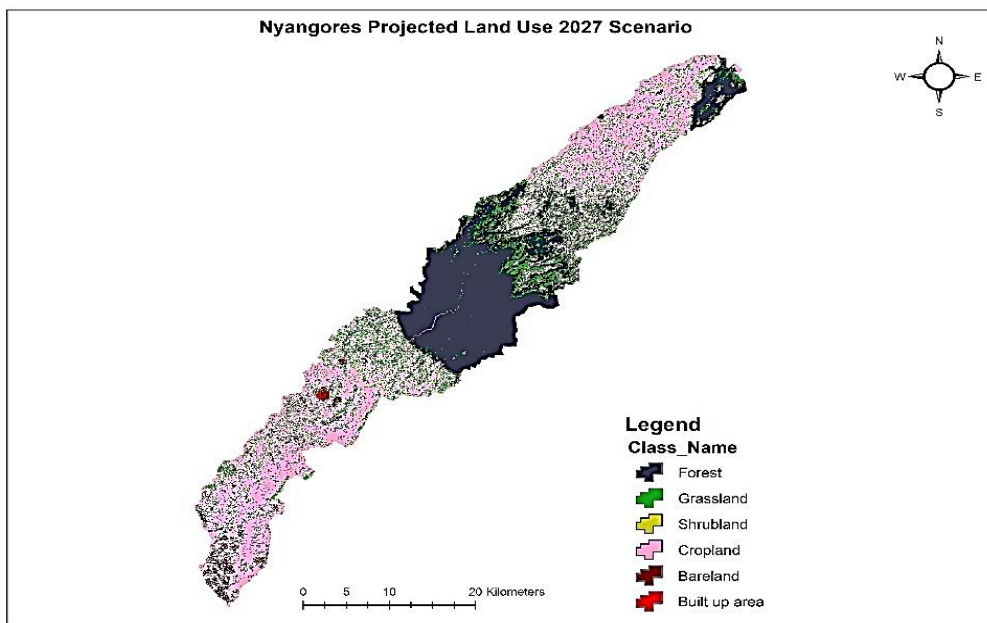 Nyangores Projected Land Use 2027 Scenario
N
W E
S
Legend
Class_Name
Forest
Grassland
Shrubland
Cropland
Bareland
Built up area
0 5 10 20 Kilometers